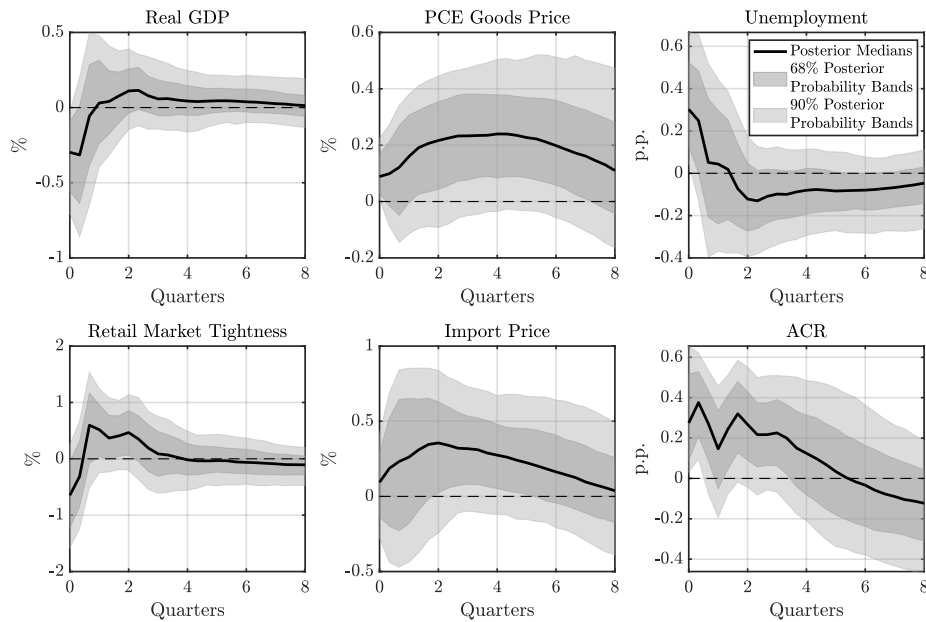 Real GDP
0.5
0
-0.5
-1
%
0 2 4 6 8
Quarters
PCE Goods Price
0.6
0.4
0.2
0
0.2
%
0 2 4 6 8
Quarters
Unemployment
0.6
0.4
0.2
0
-0.2
0.4
p.p.
Posterior Medians
68% Posterior
Probability Bands
90% Posterior
Probability Bands
0 2 4 6 8
Quarters
Retail Market Tightness
2
1
0
-1
-2
%
0 2 4 6 8
Quarters
Import Price
1
0.5
0
-0.5
%
0 2 4 6 8
Quarters
ACR
0.6
0.4
0.2
0
-0.2
-0.4
p.p.
0 2 4 6 8
Quarters